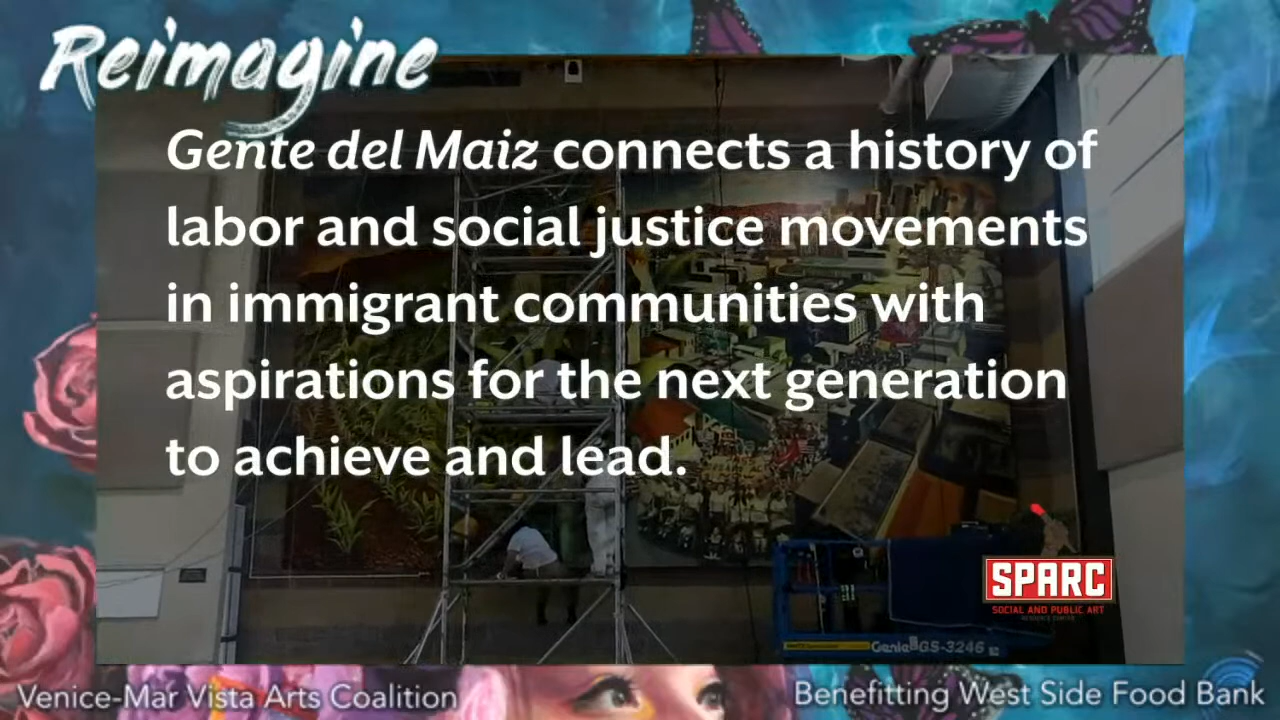 Reimagine
Gente del Maiz connects a history of
labor and social justice movements
in immigrant communities with
aspirations for the next generation
to achieve and lead.
SPARC
SOCIAL AND PUBLIC ART
RESOURCE CENTER
Genie GS-3246
Venice-Mar Vista Arts Coalition
Benefitting West Side Food Bank